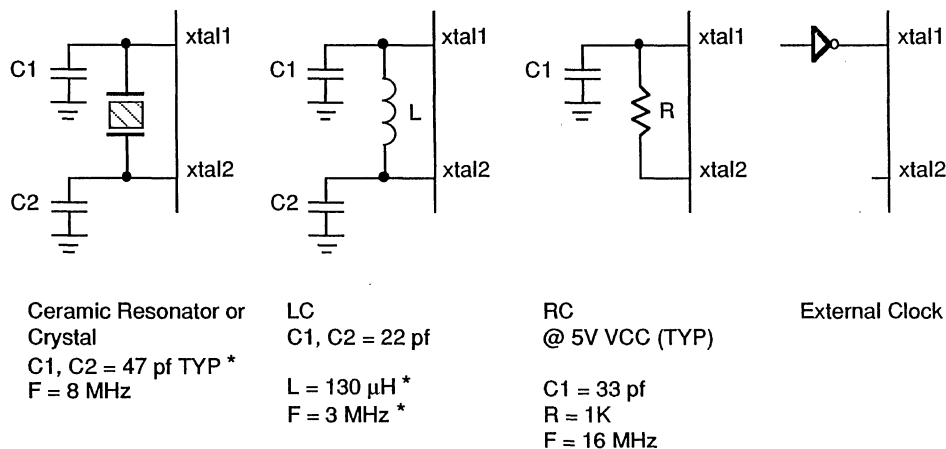 xtal1
C1
xtal2
C2
xtal1
C1
L
xtal2
C2
xtal1
C1
R
xtal2
xtal1
xtal2
Ceramic Resonator or
Crystal
C1, C2 = 47 pf TYP *
F = 8 MHz
LC
C1, C2 = 22 pf
L = 130 μH *
F = 3 MHz *
RC
@ 5V VCC (TYP)
C1 = 33 pf
R = 1K
F = 16 MHz
External Clock